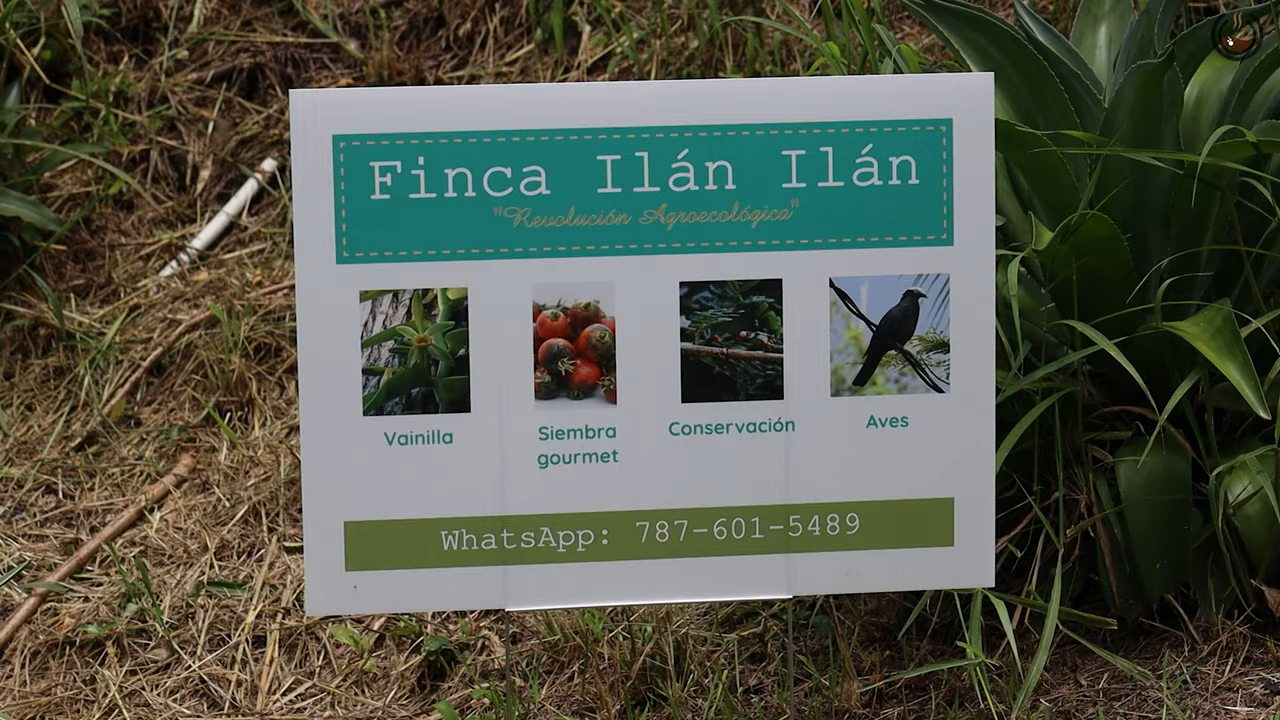 Finca Ilán Ilán
"Revolución Agroecológica"
Vainilla
Siembra
gourmet
Conservación
Aves
WhatsApp: 787-601-5489